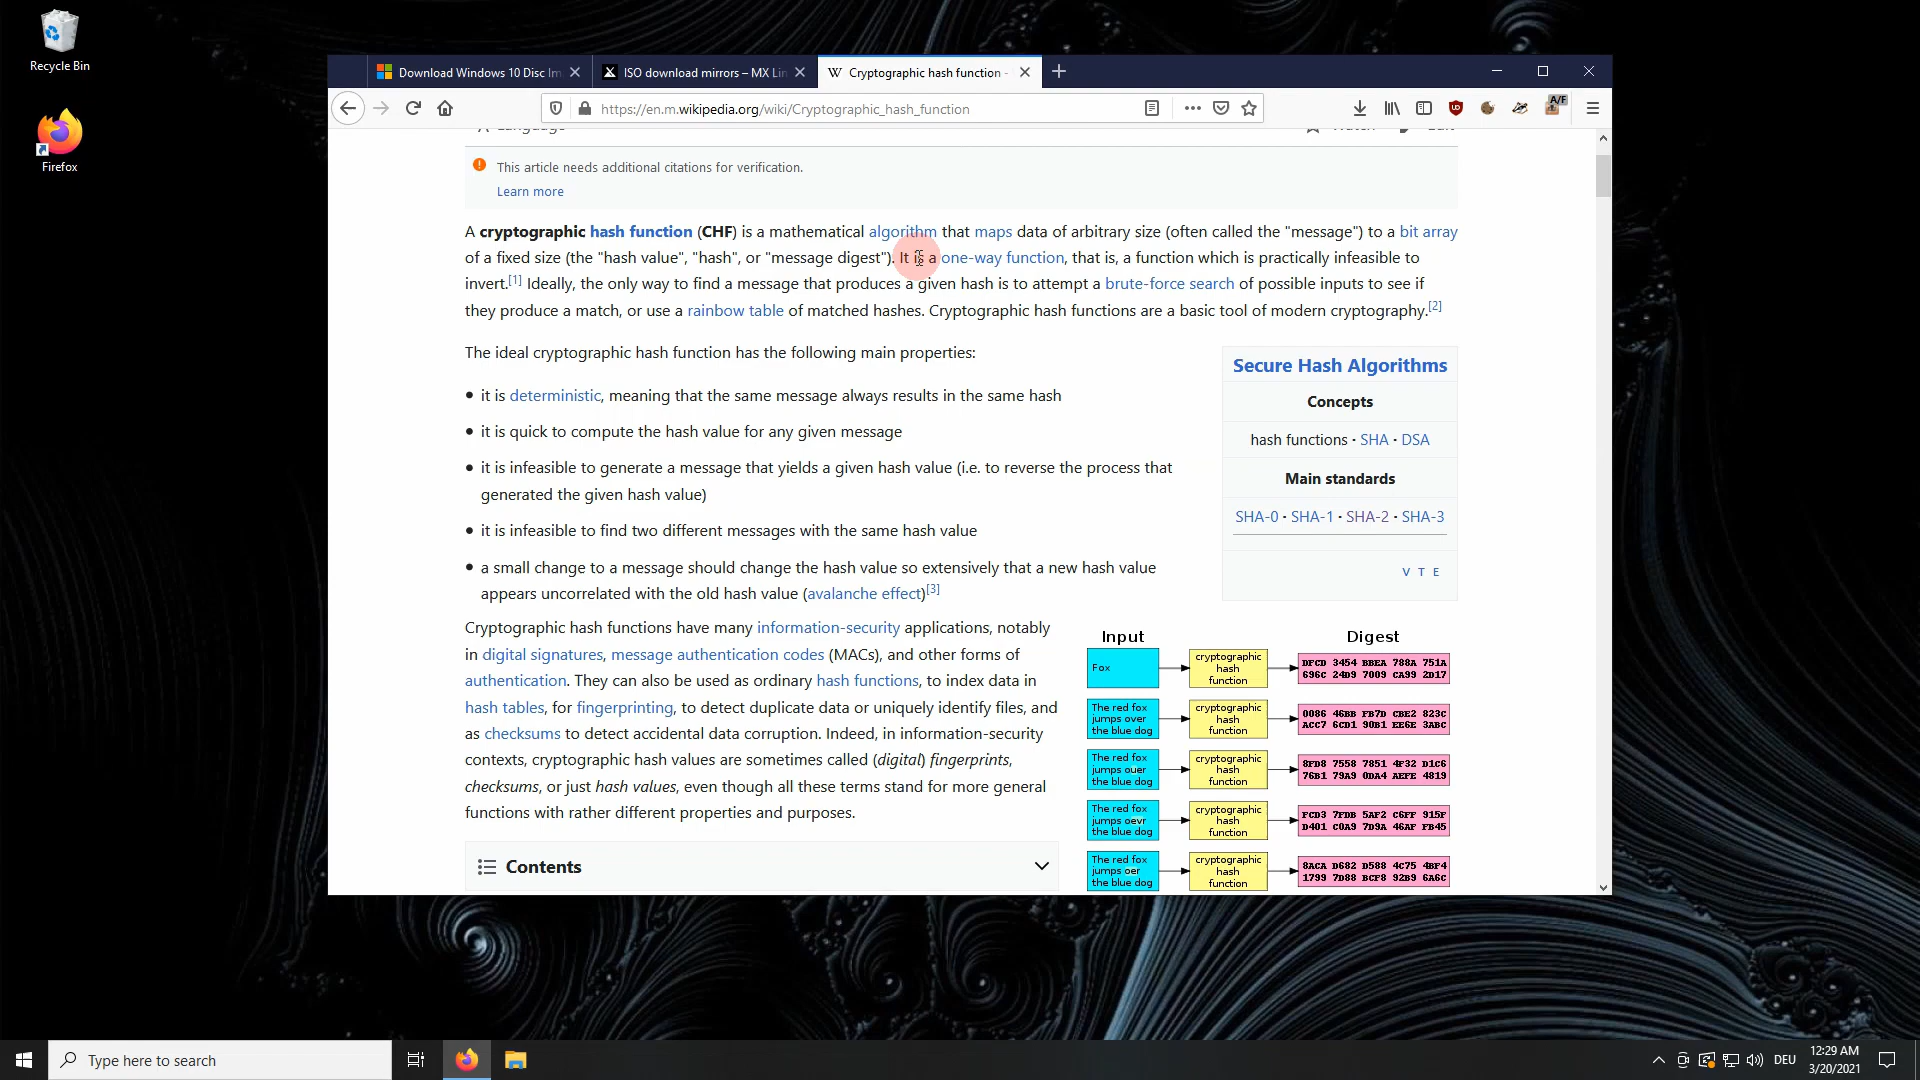 Recycle Bin
Firefox
Download Windows 10 Disc Im
ISO download mirrors – MX Lin
Cryptographic hash function -
https://en.m.wikipedia.org/wiki/Cryptographic_hash_function
A/F
Language
Watch
Edit
This article needs additional citations for verification.
Learn more
A cryptographic hash function (CHF) is a mathematical algorithm that maps data of arbitrary size (often called the "message") to a bit array
of a fixed size (the "hash value", "hash", or "message digest"). It is a one-way function, that is, a function which is practically infeasible to
invert.[1] Ideally, the only way to find a message that produces a given hash is to attempt a brute-force search of possible inputs to see if
they produce a match, or use a rainbow table of matched hashes. Cryptographic hash functions are a basic tool of modern cryptography.[2]
The ideal cryptographic hash function has the following main properties:
• it is deterministic, meaning that the same message always results in the same hash
• it is quick to compute the hash value for any given message
• it is infeasible to generate a message that yields a given hash value (i.e. to reverse the process that
generated the given hash value)
• it is infeasible to find two different messages with the same hash value
• a small change to a message should change the hash value so extensively that a new hash value
appears uncorrelated with the old hash value (avalanche effect)[3]
Secure Hash Algorithms
Concepts
hash functions · SHA · DSA
Main standards
SHA-0 · SHA-1 · SHA-2 · SHA-3
V T E
Cryptographic hash functions have many information-security applications, notably
in digital signatures, message authentication codes (MACs), and other forms of
authentication. They can also be used as ordinary hash functions, to index data in
hash tables, for fingerprinting, to detect duplicate data or uniquely identify files, and
as checksums to detect accidental data corruption. Indeed, in information-security
contexts, cryptographic hash values are sometimes called (digital) fingerprints,
checksums, or just hash values, even though all these terms stand for more general
functions with rather different properties and purposes.
Contents
Input
Digest
Fox
cryptographic
hash
function
DFCD 3454 BBEA 788A 751A
696C 24D9 7009 CA99 2D17
The red fox
jumps over
the blue dog
cryptographic
hash
function
0086 46BB FB7D CBE2 823C
ACC7 6CD1 90B1 EE6E 3ABC
The red fox
jumps ouer
the blue dog
cryptographic
hash
function
8FD8 7558 7851 4F32 D1C6
76B1 79A9 0DA4 AEFE 4819
The red fox
jumps oevr
the blue dog
cryptographic
hash
function
FCD3 7FDB 5AF2 C6FF 915F
D401 C0A9 7D9A 46AF FB45
The red fox
jumps oer
the blue dog
cryptographic
hash
function
8ACA D682 D588 4C75 4BF4
1799 7D88 BCF8 92B9 6A6C
Type here to search
DEU
12:29 AM
3/20/2021